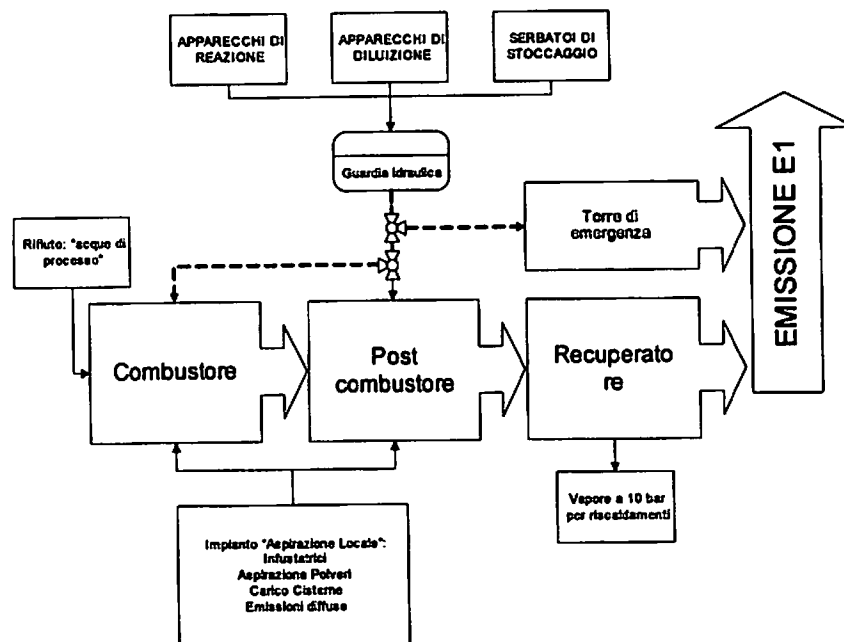 APPARECCHI DI
REAZIONE
APPARECCHI DI
DILUIZIONE
SERBATOI DI
STOCCAGGIO
Guardia Idraulica
Rifiuto: "acque di
processo"
Torre di
emergenza
EMISSIONE E1
Combustore
Post
combustore
Recuperato
re
Vapore a 10 bar
per riscaldamenti
Impianto "Aspirazione Locale":
Infustatrici
Aspirazione Polveri
Carico Cisterne
Emissioni diffuse